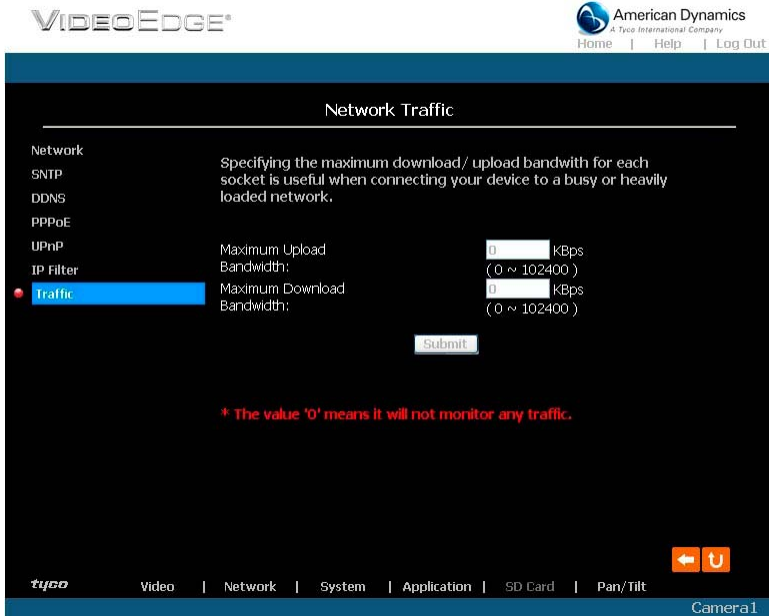 VIDEOEDGE®
American Dynamics
A Tyco International Company
Home | Help | Log Out
Network Traffic
Network
SNTP
DDNS
PPPoE
UPnP
IP Filter
Traffic
Specifying the maximum download/ upload bandwith for each
socket is useful when connecting your device to a busy or heavily
loaded network.
Maximum Upload
Bandwidth:
0 KBps
( 0 ~ 102400 )
Maximum Download
Bandwidth:
0 KBps
( 0 ~ 102400 )
Submit
* The value '0' means it will not monitor any traffic.
tyco Video | Network | System | Application | SD Card | Pan/Tilt
Camera1